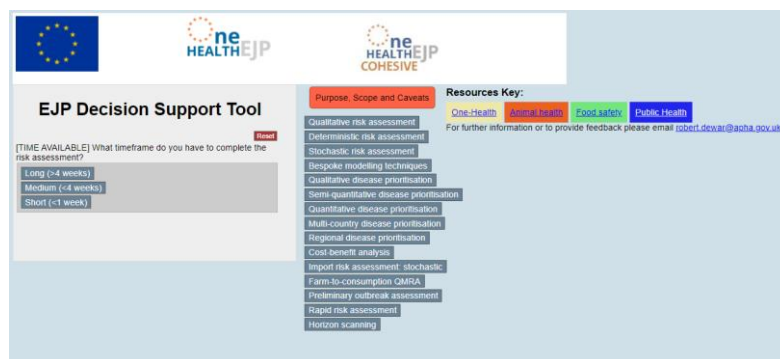 One
HEALTHEJP
One
HEALTHEJP
COHESIVE
EJP Decision Support Tool
Reset
[TIME AVAILABLE] What timeframe do you have to complete the
risk assessment?
Long (>4 weeks)
Medium (<4 weeks)
Short (<1 week)
Purpose, Scope and Caveats
Qualitative risk assessment
Deterministic risk assessment
Stochastic risk assessment
Bespoke modelling techniques
Qualitative disease prioritisation
Semi-quantitative disease prioritisation
Quantitative disease prioritisation
Multi-country disease prioritisation
Regional disease prioritisation
Cost-benefit analysis
Import risk assessment: stochastic
Farm-to-consumption QMRA
Preliminary outbreak assessment
Rapid risk assessment
Horizon scanning
Resources Key:
One-Health Animal health Food safety Public Health
For further information or to provide feedback please email robert.dewar@apha.gov.uk